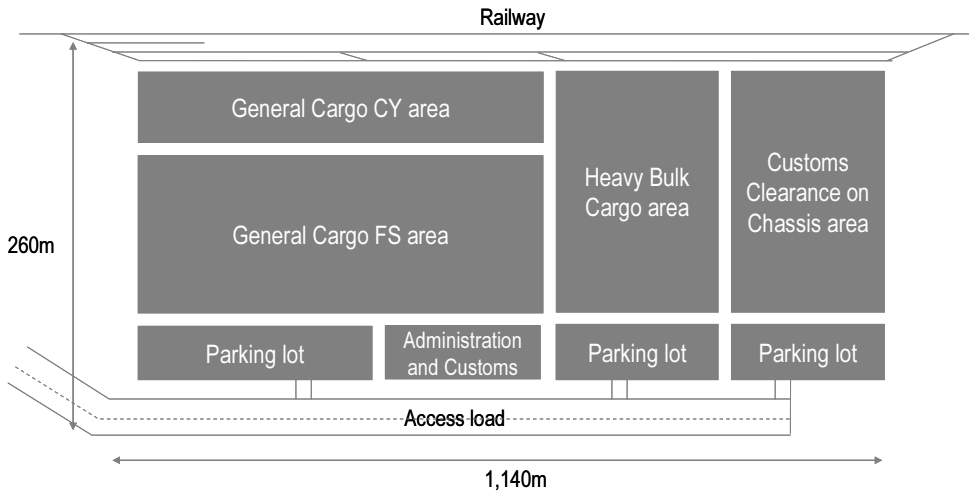 Railway
General Cargo CY area
General Cargo FS area
Heavy Bulk
Cargo area
Customs
Clearance on
Chassis area
260m
Parking lot
Administration
and Customs
Parking lot
Parking lot
Access load
1,140m